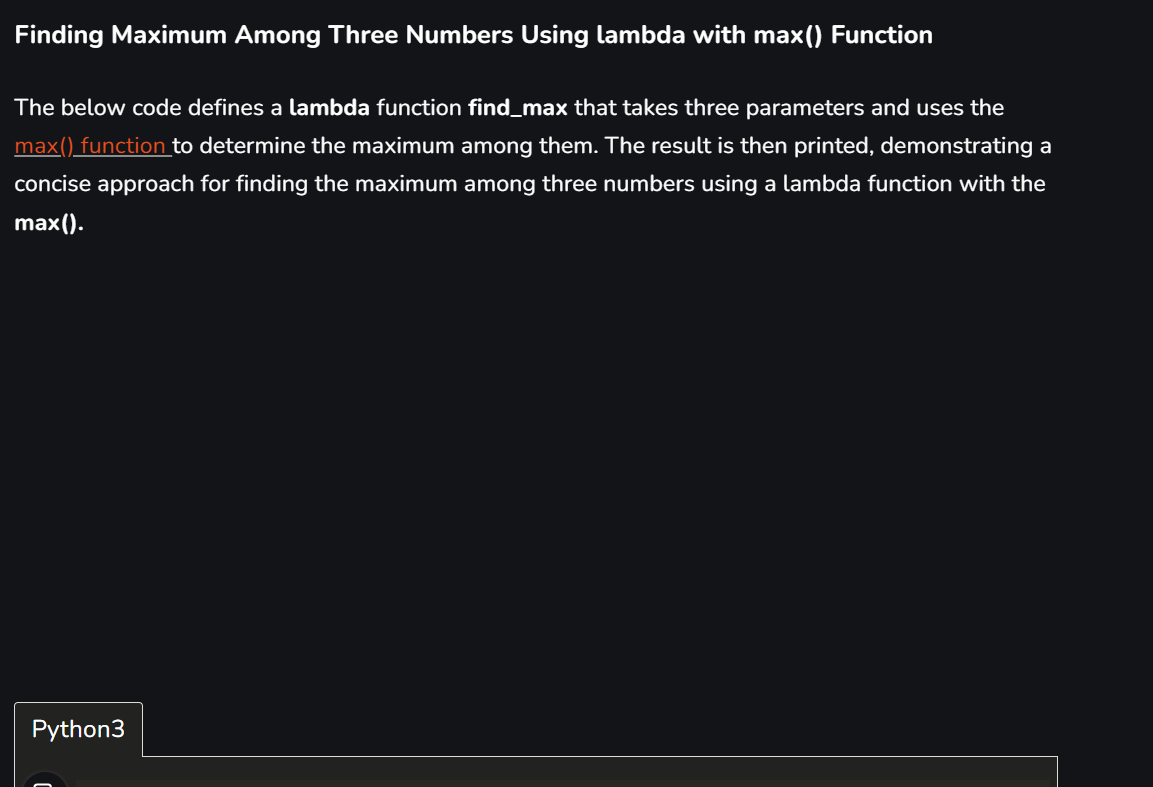 Finding Maximum Among Three Numbers Using lambda with max() Function
The below code defines a lambda function find_max that takes three parameters and uses the
max() function to determine the maximum among them. The result is then printed, demonstrating a
concise approach for finding the maximum among three numbers using a lambda function with the
max().
Python3